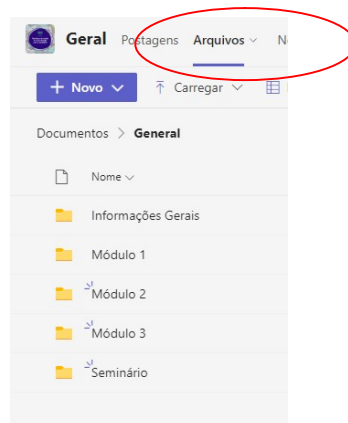 Geral Postagens Arquivos
Novo Carregar
Documentos > General
Nome
Informações Gerais
Módulo 1
Módulo 2
Módulo 3
Seminário